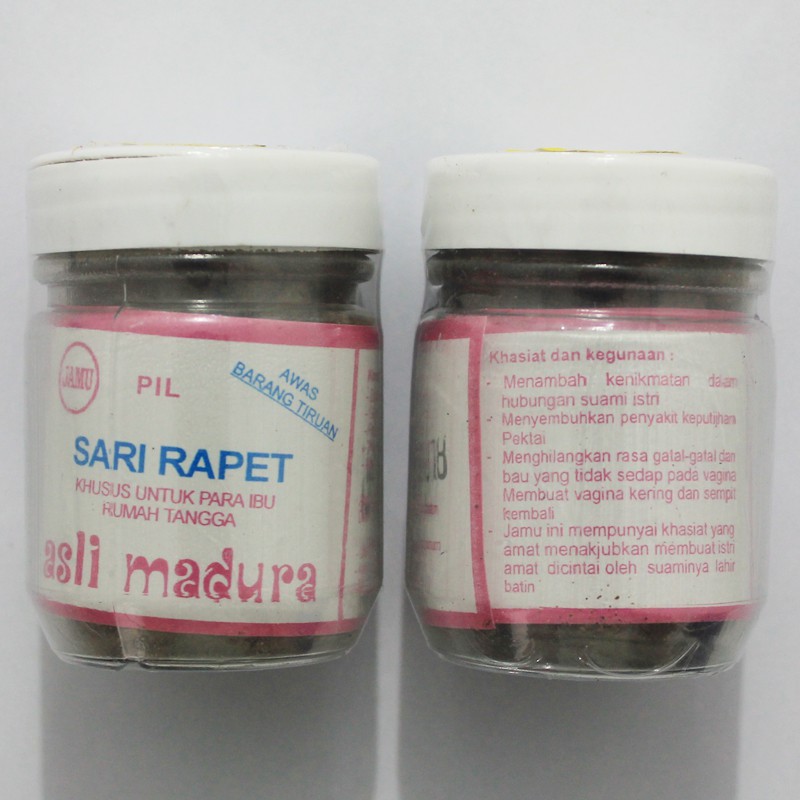 JAMU
PIL
AWAS
BARANG TIRUAN
SARI RAPET
KHUSUS UNTUK PARA IBU
RUMAH TANGGA
asli madura
Khasiat dan kegunaan :
- Menambah kenikmatan dalam
hubungan suami istri
- Menyembuhkan penyakit keputihan
Pektai
- Menghilangkan rasa gatal-gatal dan
bau yang tidak sedap pada vagina
Membuat vagina kering dan sempit
kembali
- Jamu ini mempunyai khasiat yang
amat menakjubkan membuat istri
amat dicintai oleh suaminya lahir
batin